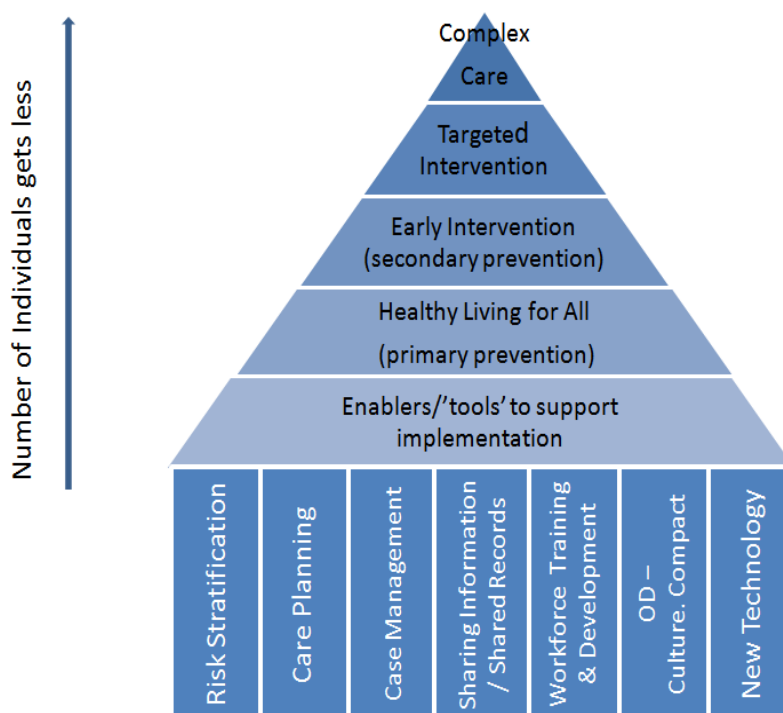 Number of Individuals gets less
Complex
Care
Targeted
Intervention
Early Intervention
(secondary prevention)
Healthy Living for All
(primary prevention)
Enablers/’tools’ to support
implementation
Risk Stratification
Care Planning
Case Management
Sharing Information
/ Shared Records
Workforce Training
& Development
OD –
Culture. Compact
New Technology